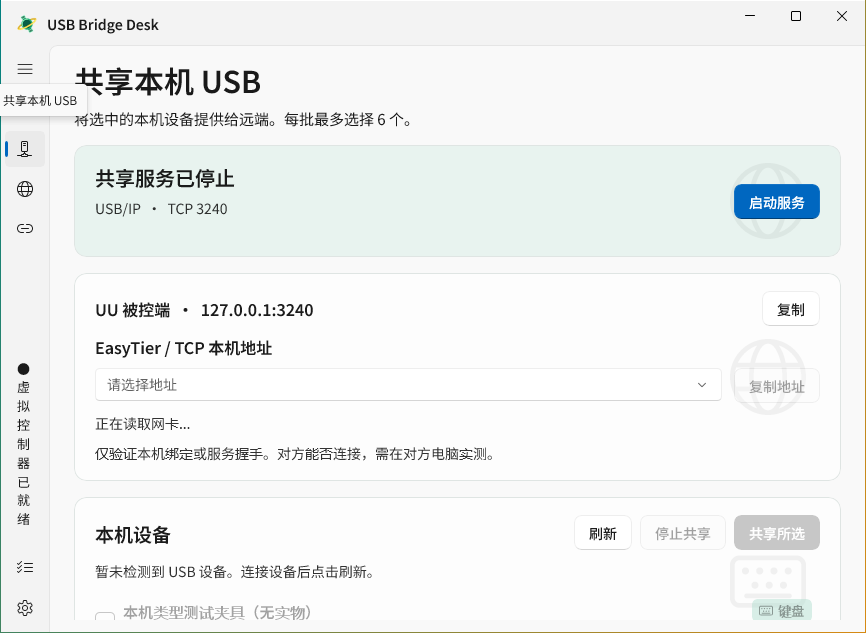 USB Bridge Desk
共享本机 USB
共享本机 USB
将选中的本机设备提供给远端。每批最多选择 6 个。
共享服务已停止
USB/IP • TCP 3240
启动服务
UU 被控端 • 127.0.0.1:3240
复制
EasyTier / TCP 本机地址
请选择地址
复制地址
正在读取网卡...
仅验证本机绑定或服务握手。对方能否连接，需在对方电脑实测。
虚
拟
控
制
器
已
就
绪
本机设备
刷新
停止共享
共享所选
暂未检测到 USB 设备。连接设备后点击刷新。
本机类型测试夹具（无实物）
键盘